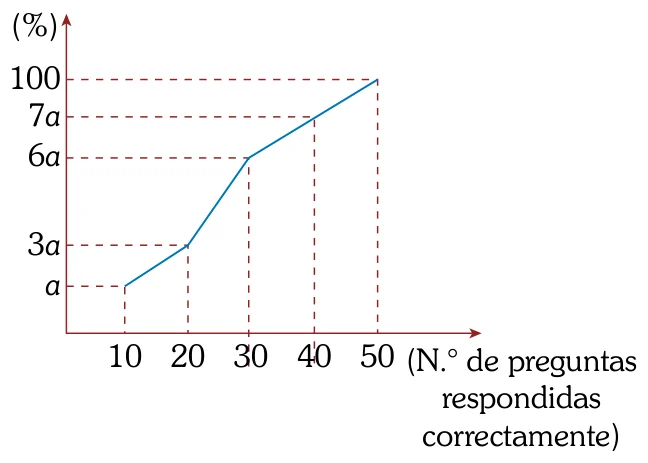 (%)
100
7a
6a
3a
a
10 20 30 40 50 (N.° de preguntas
respondidas
correctamente)